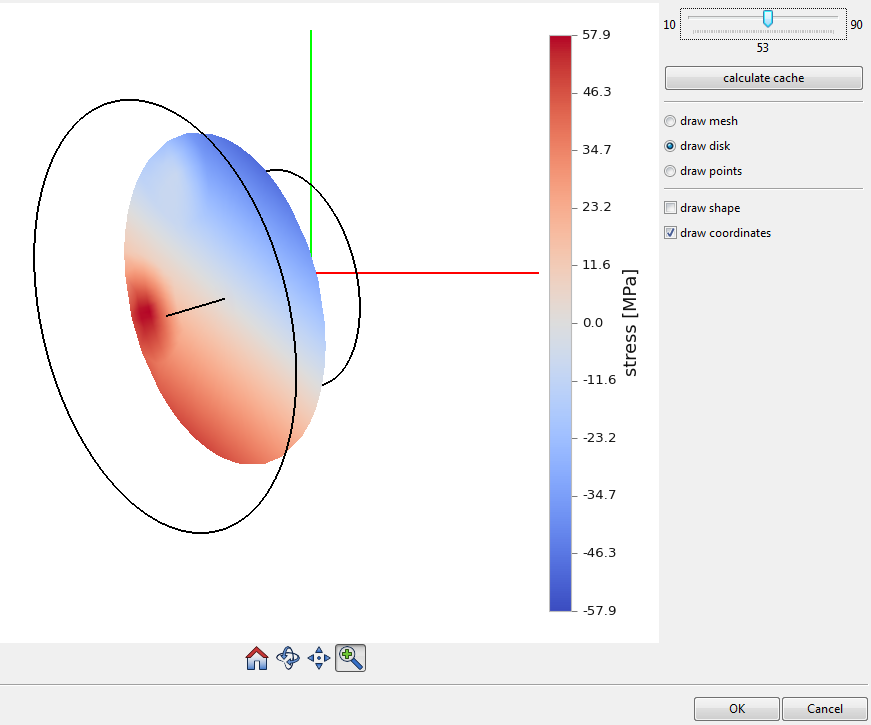 10
90
53
calculate cache
draw mesh
draw disk
draw points
draw shape
draw coordinates
57.9
46.3
34.7
23.2
11.6
0.0
-11.6
-23.2
-34.7
-46.3
-57.9
stress [MPa]
OK
Cancel